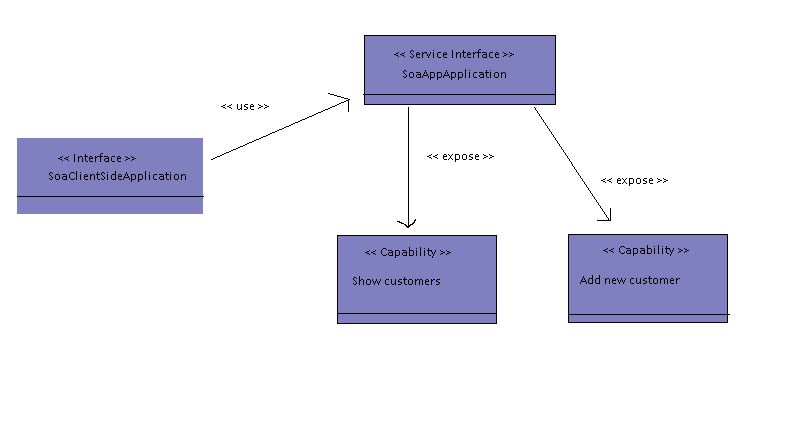 << Service Interface >>
SoaAppApplication
<< use >>
<< Interface >>
SoaClientSideApplication
<< expose >>
<< expose >>
<< Capability >>
Show customers
<< Capability >>
Add new customer